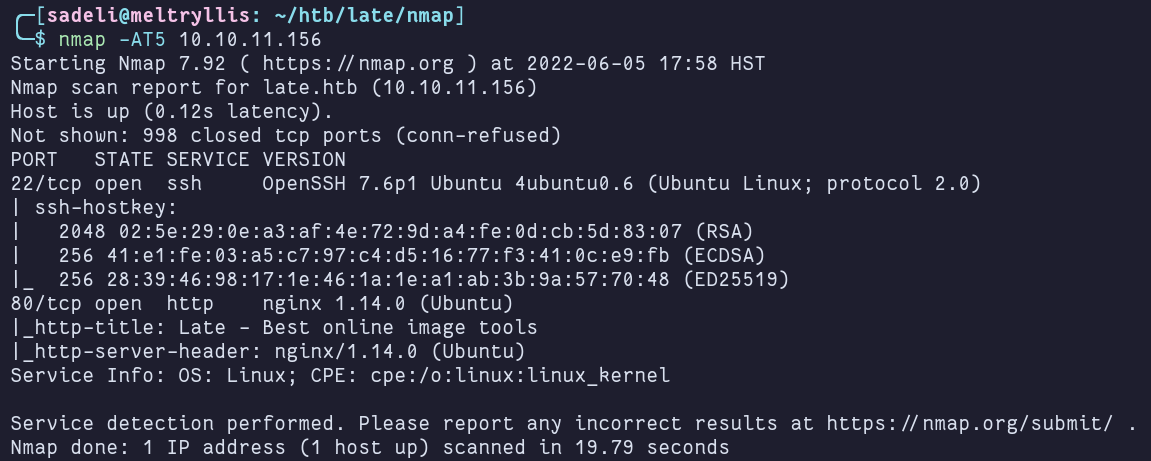 [sadeli@meltryllis: ~/htb/late/nmap]
$ nmap -AT5 10.10.11.156
Starting Nmap 7.92 ( https://nmap.org ) at 2022-06-05 17:58 HST
Nmap scan report for late.htb (10.10.11.156)
Host is up (0.12s latency).
Not shown: 998 closed tcp ports (conn-refused)
PORT   STATE SERVICE VERSION
22/tcp open  ssh     OpenSSH 7.6p1 Ubuntu 4ubuntu0.6 (Ubuntu Linux; protocol 2.0)
| ssh-hostkey:
|   2048 02:5e:29:0e:a3:af:4e:72:9d:a4:fe:0d:cb:5d:83:07 (RSA)
|   256 41:e1:fe:03:a5:c7:97:c4:d5:16:77:f3:41:0c:e9:fb (ECDSA)
|_  256 28:39:46:98:17:1e:46:1a:1e:a1:ab:3b:9a:57:70:48 (ED25519)
80/tcp open  http    nginx 1.14.0 (Ubuntu)
|_http-title: Late - Best online image tools
|_http-server-header: nginx/1.14.0 (Ubuntu)
Service Info: OS: Linux; CPE: cpe:/o:linux:linux_kernel

Service detection performed. Please report any incorrect results at https://nmap.org/submit/ .
Nmap done: 1 IP address (1 host up) scanned in 19.79 seconds